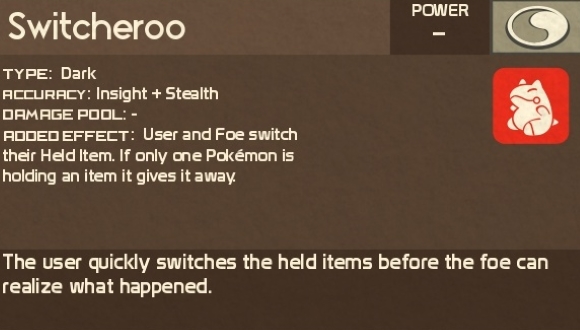 Switcheroo
POWER
–
TYPE: Dark
ACCURACY: Insight + Stealth
DAMAGE POOL: -
ADDED EFFECT: User and Foe switch
their Held Item. If only one Pokémon is
holding an item it gives it away.
The user quickly switches the held items before the foe can
realize what happened.